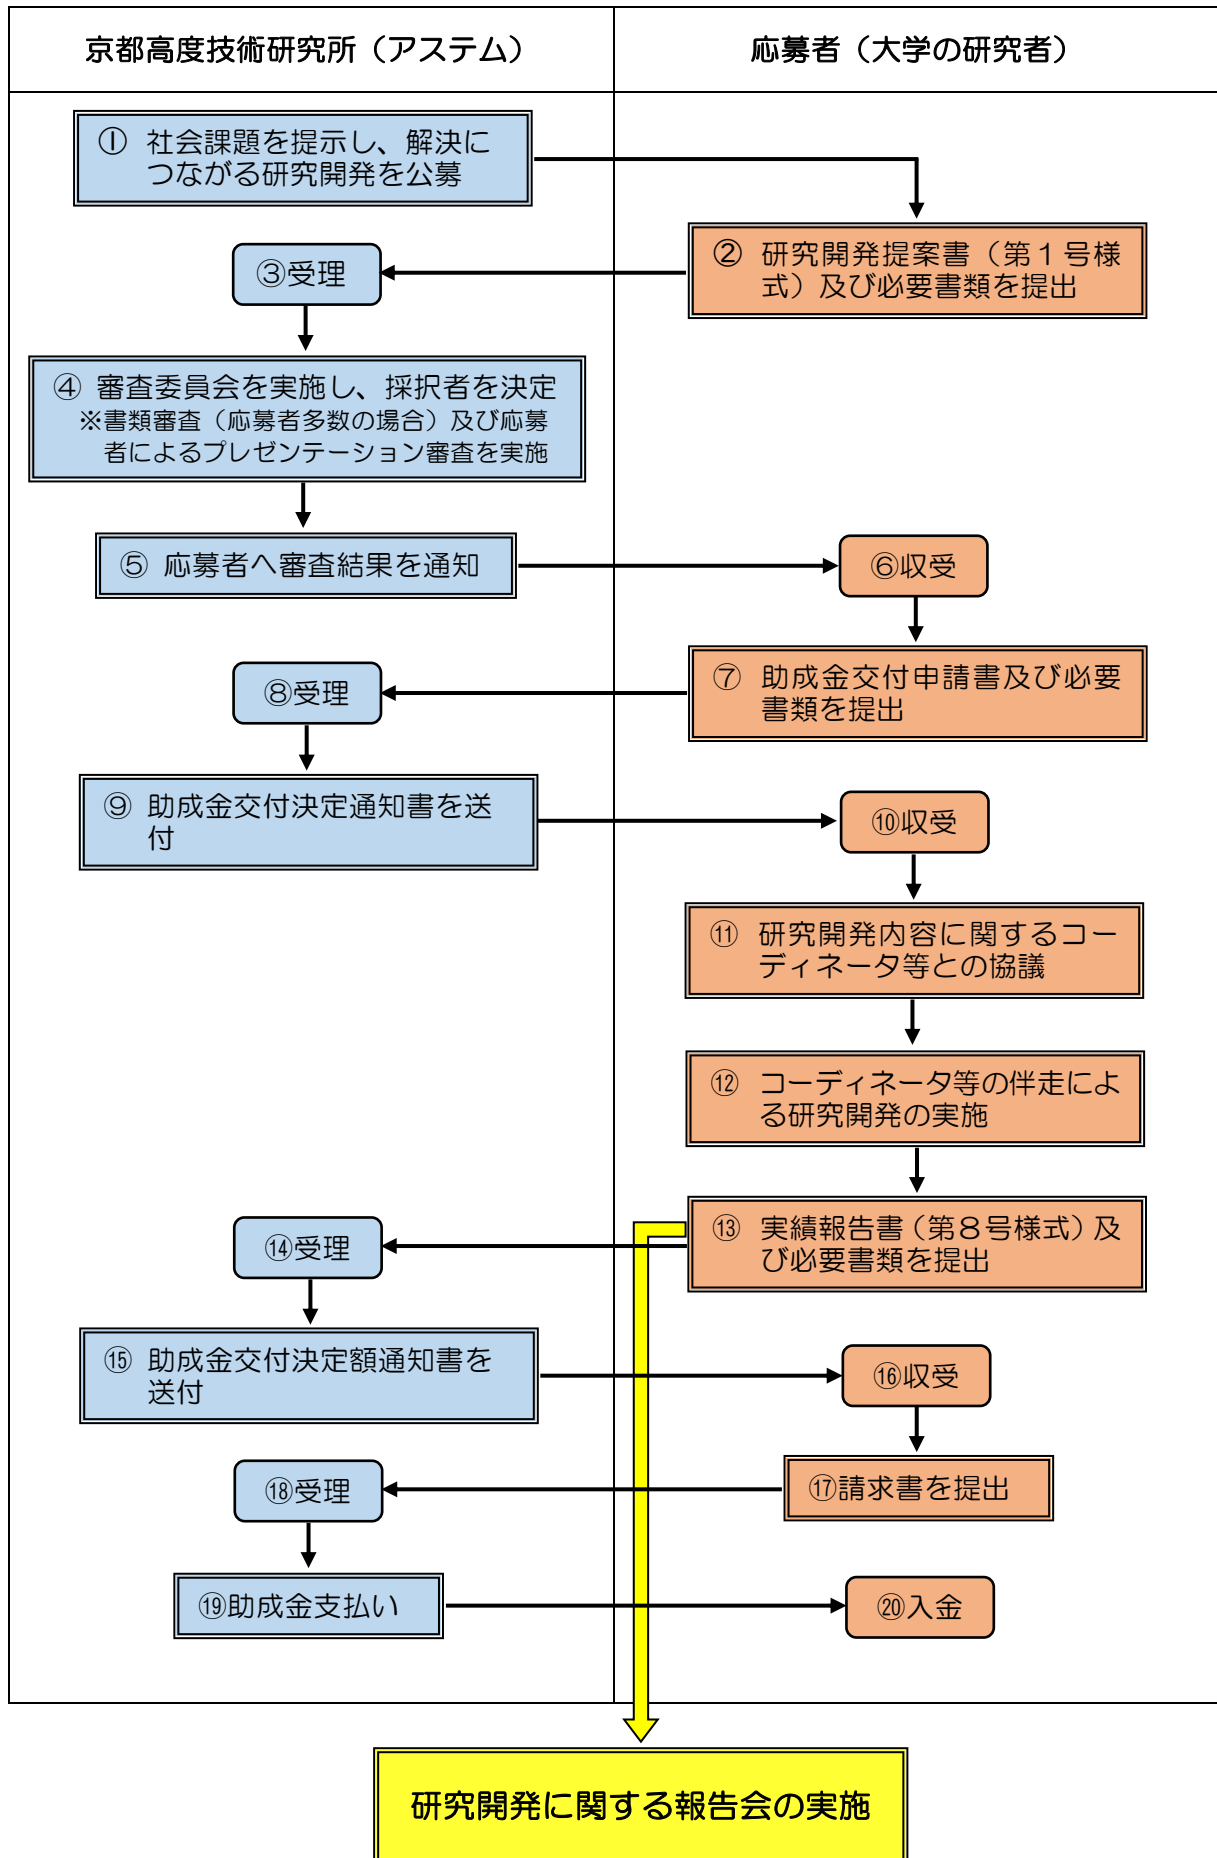 京都高度技術研究所（アステム）
応募者（大学の研究者）
① 社会課題を提示し、解決に
つながる研究開発を公募
② 研究開発提案書（第１号様
式）及び必要書類を提出
③受理
④ 審査委員会を実施し、採択者を決定
※書類審査（応募者多数の場合）及び応募
者によるプレゼンテーション審査を実施
⑤ 応募者へ審査結果を通知
⑥収受
⑦ 助成金交付申請書及び必要
書類を提出
⑧受理
⑨ 助成金交付決定通知書を送
付
⑩収受
⑪ 研究開発内容に関するコー
ディネータ等との協議
⑫ コーディネータ等の伴走によ
る研究開発の実施
⑬ 実績報告書（第８号様式）及
び必要書類を提出
⑭受理
⑮ 助成金交付決定額通知書を
送付
⑯収受
⑰請求書を提出
⑱受理
⑲助成金支払い
⑳入金
研究開発に関する報告会の実施